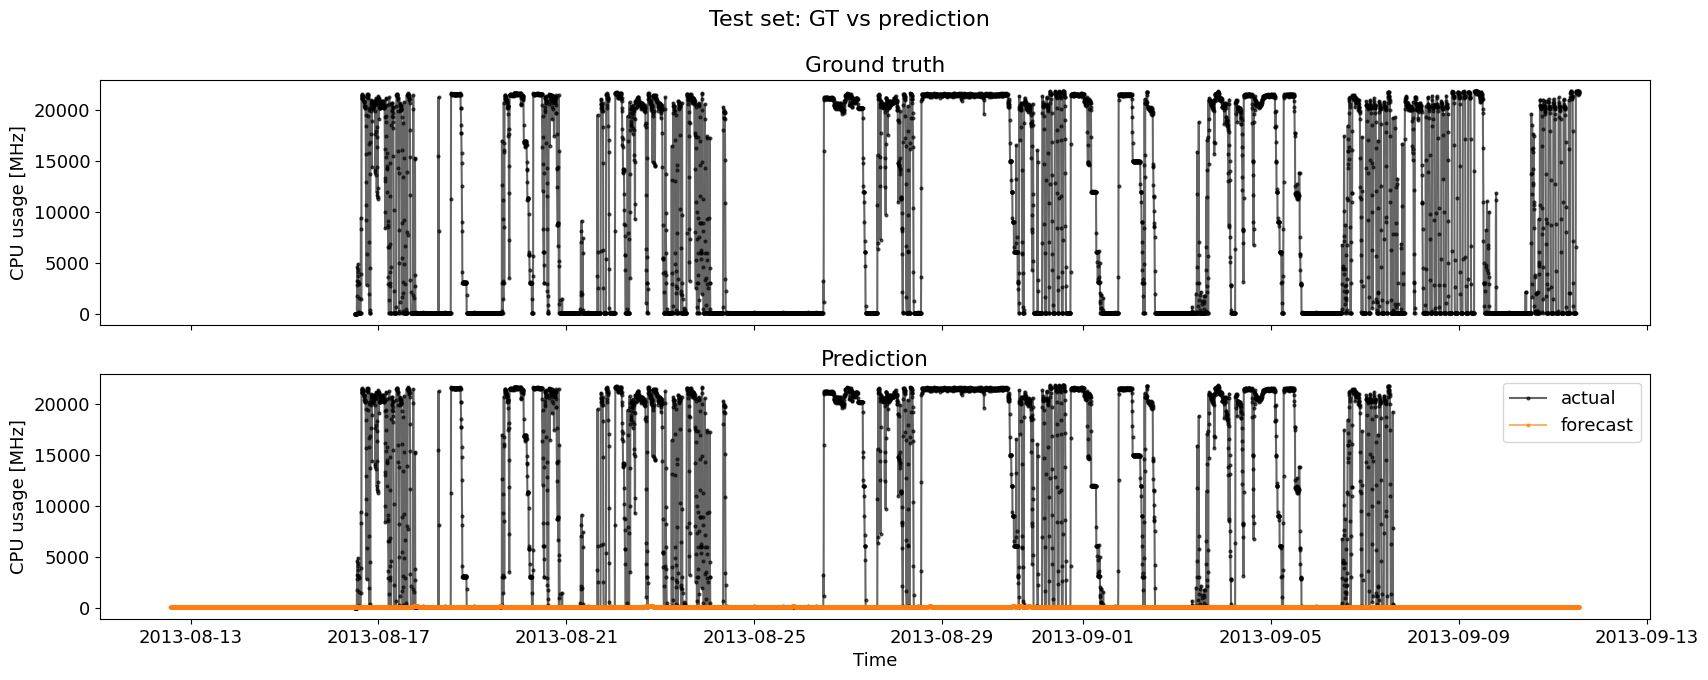 Test set: GT vs prediction
Ground truth
CPU usage [MHz]
20000
15000
10000
5000
0
Prediction
CPU usage [MHz]
20000
15000
10000
5000
0
actual
forecast
2013-08-13 2013-08-17 2013-08-21 2013-08-25 2013-08-29 2013-09-01 2013-09-05 2013-09-09 2013-09-13
Time